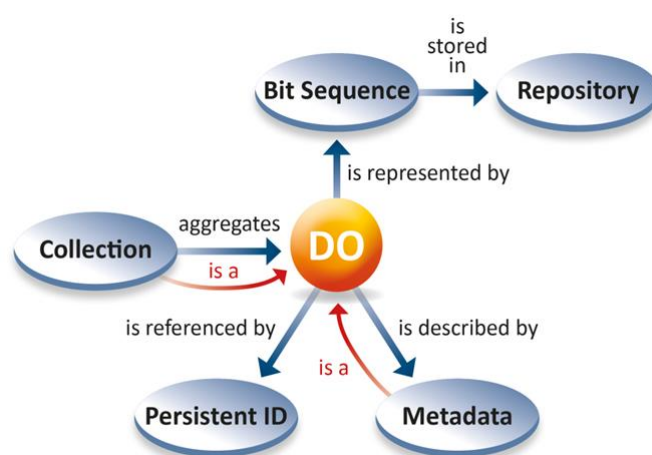 is
stored
in
Bit Sequence
Repository
is represented by
aggregates
Collection
DO
is a
is referenced by
is described by
is a
Persistent ID
Metadata